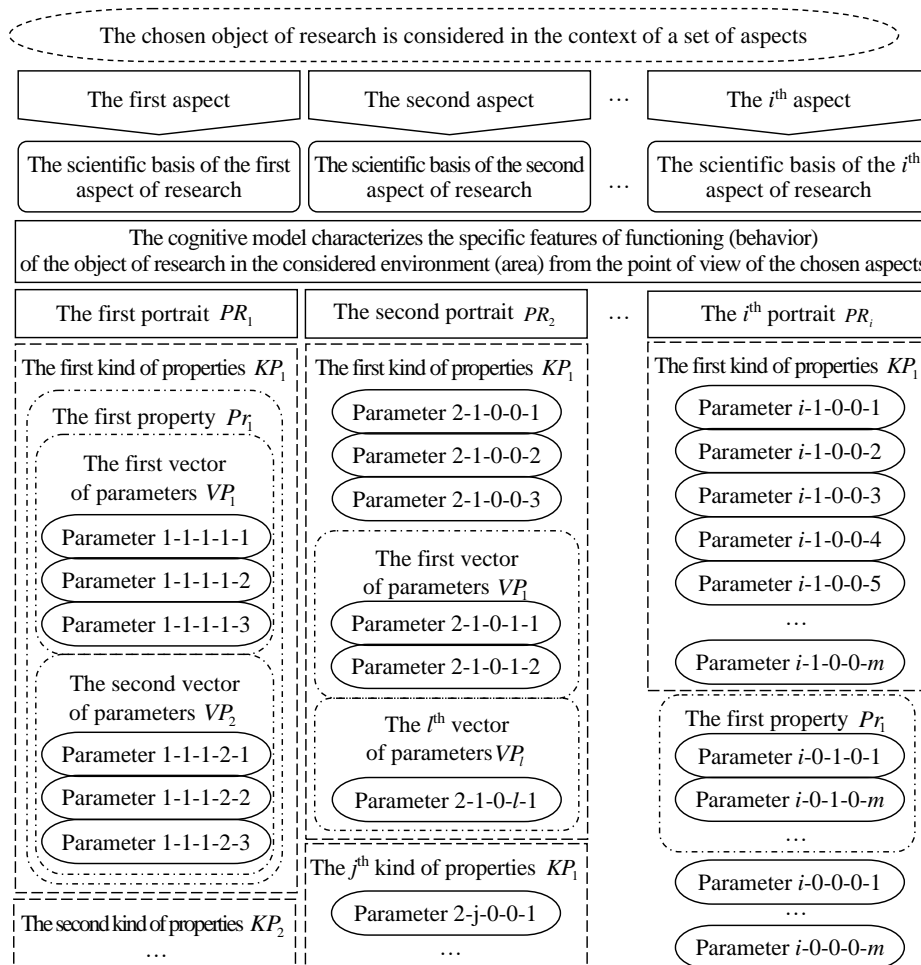 The chosen object of research is considered in the context of a set of aspects
The first aspect
The second aspect
…
The iᵗʰ aspect
The scientific basis of the first
aspect of research
The scientific basis of the second
aspect of research
…
The scientific basis of the iᵗʰ
aspect of research
The cognitive model characterizes the specific features of functioning (behavior)
of the object of research in the considered environment (area) from the point of view of the chosen aspects
The first portrait PR₁
The second portrait PR₂
…
The iᵗʰ portrait PRᵢ
The first kind of properties KP₁
The first property Pr₁
The first vector
of parameters VP₁
Parameter 1-1-1-1-1
Parameter 1-1-1-1-2
Parameter 1-1-1-1-3
The second vector
of parameters VP₂
Parameter 1-1-1-2-1
Parameter 1-1-1-2-2
Parameter 1-1-1-2-3
The second kind of properties KP₂
…
The first kind of properties KP₁
Parameter 2-1-0-0-1
Parameter 2-1-0-0-2
Parameter 2-1-0-0-3
The first vector
of parameters VP₁
Parameter 2-1-0-1-1
Parameter 2-1-0-1-2
The lᵗʰ vector
of parameters VPₗ
Parameter 2-1-0-l-1
The jᵗʰ kind of properties KP₁
Parameter 2-j-0-0-1
…
The first kind of properties KP₁
Parameter i-1-0-0-1
Parameter i-1-0-0-2
Parameter i-1-0-0-3
Parameter i-1-0-0-4
Parameter i-1-0-0-5
…
Parameter i-1-0-0-m
The first property Pr₁
Parameter i-0-1-0-1
Parameter i-0-1-0-m
…
Parameter i-0-0-0-1
…
Parameter i-0-0-0-m